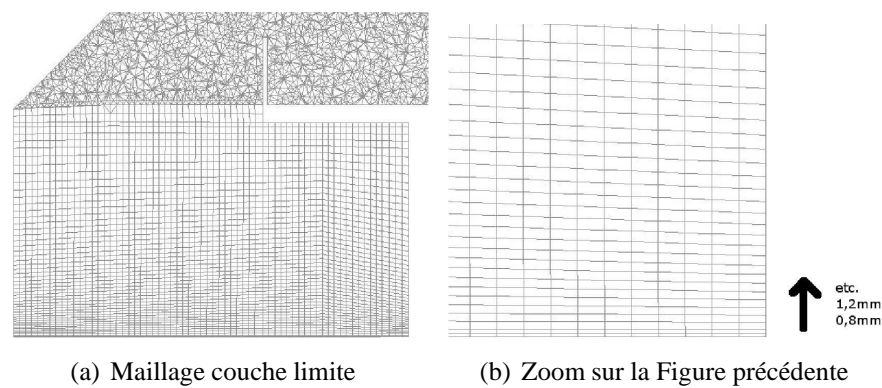 etc.
1,2mm
0,8mm
(a) Maillage couche limite
(b) Zoom sur la Figure précédente